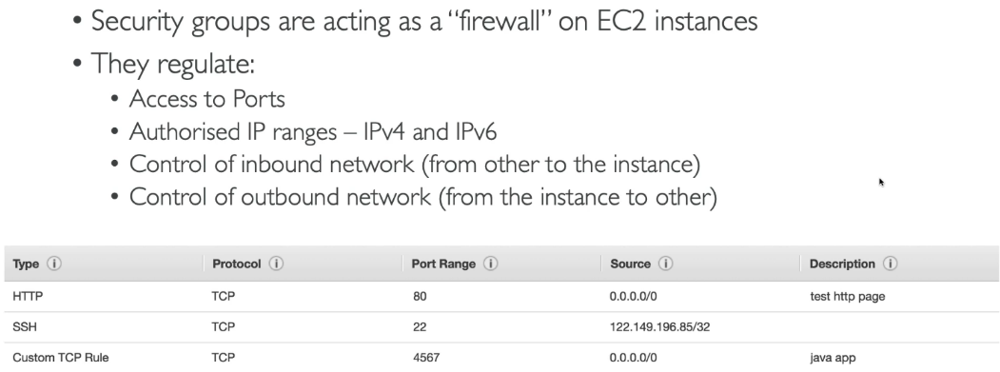 • Security groups are acting as a “firewall” on EC2 instances
• They regulate:
• Access to Ports
• Authorised IP ranges – IPv4 and IPv6
• Control of inbound network (from other to the instance)
• Control of outbound network (from the instance to other)
Type Protocol Port Range Source Description
HTTP TCP 80 0.0.0.0/0 test http page
SSH TCP 22 122.149.196.85/32
Custom TCP Rule TCP 4567 0.0.0.0/0 java app